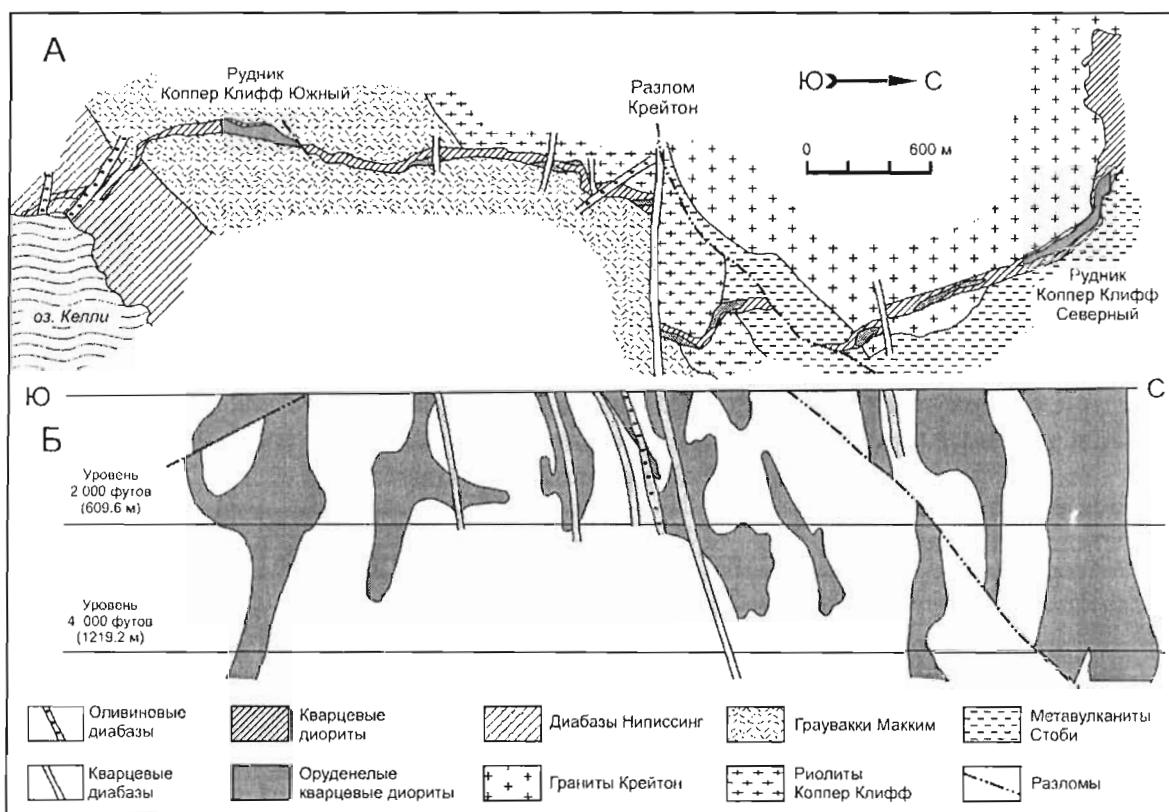 А
Рудник
Коппер Клифф Южный
Разлом
Крейтон
Ю С
0 600 м
оз. Келли
Рудник
Коппер Клифф
Северный
Ю С
Б
Уровень
2 000 футов
(609.6 м)
Уровень
4 000 футов
(1219.2 м)
Оливиновые
диабазы
Кварцевые
диориты
Диабазы Ниписсинг
Граувакки Макким
Метавулканиты
Стоби
Кварцевые
диабазы
Оруденелые
кварцевые диориты
Граниты Крейтон
Риолиты
Коппер Клифф
Разломы